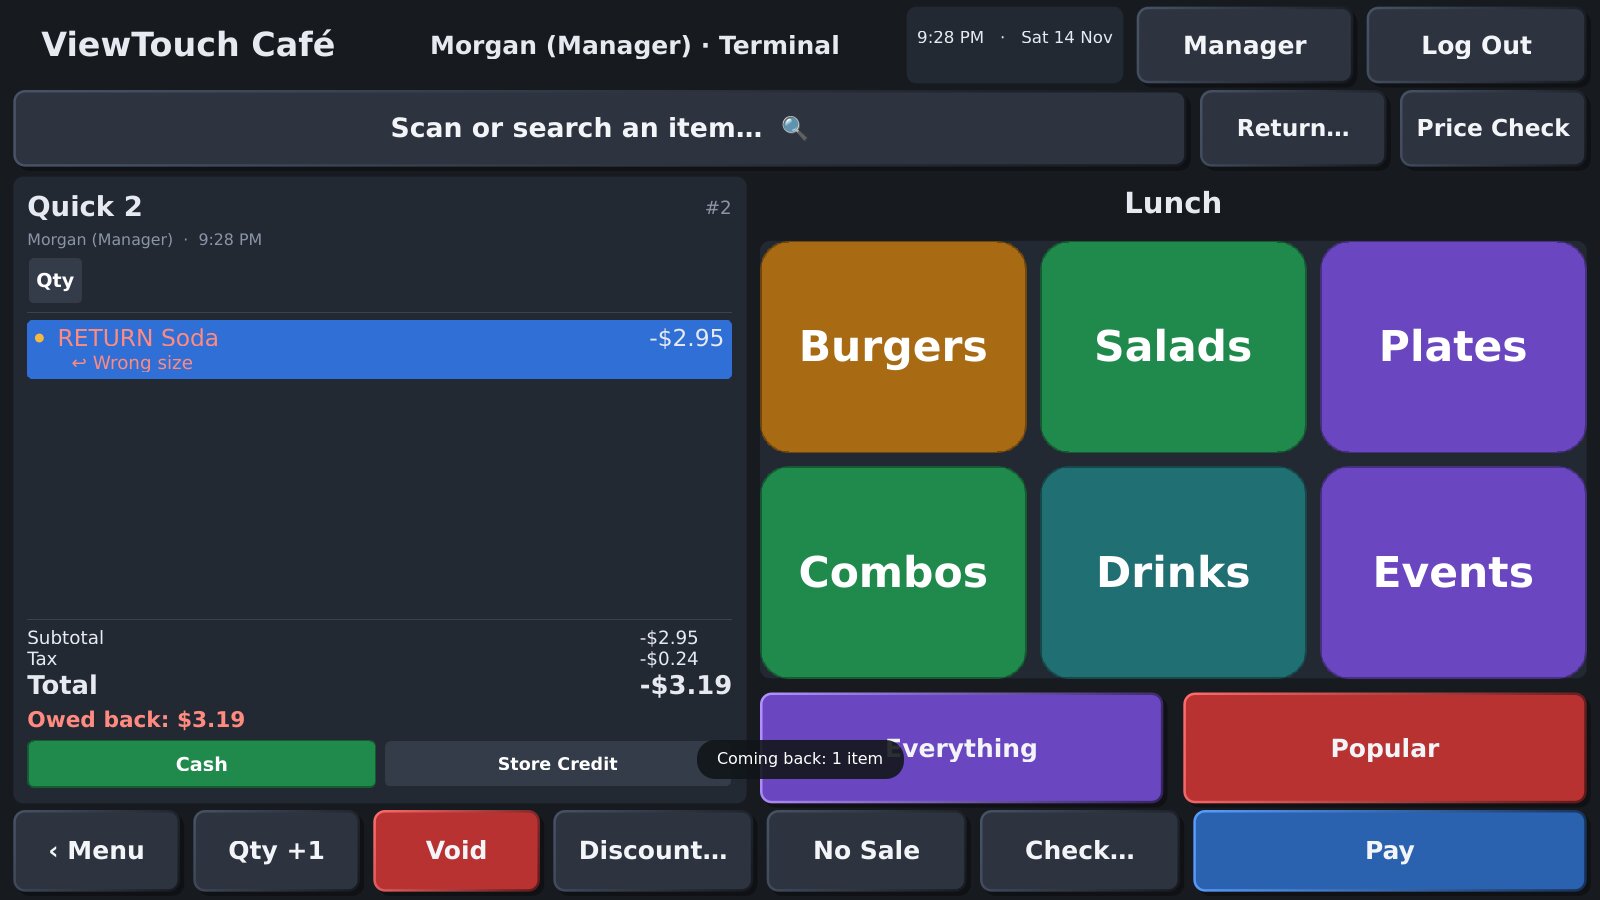 ViewTouch Café
Morgan (Manager) · Terminal
9:28 PM · Sat 14 Nov
Manager
Log Out
Scan or search an item… 🔍
Return…
Price Check
Quick 2
#2
Morgan (Manager) · 9:28 PM
Qty
RETURN Soda -$2.95
↩ Wrong size
Subtotal -$2.95
Tax -$0.24
Total -$3.19
Owed back: $3.19
Cash
Store Credit
Coming back: 1 item
Lunch
Burgers
Salads
Plates
Combos
Drinks
Events
Everything
Popular
‹ Menu
Qty +1
Void
Discount…
No Sale
Check…
Pay